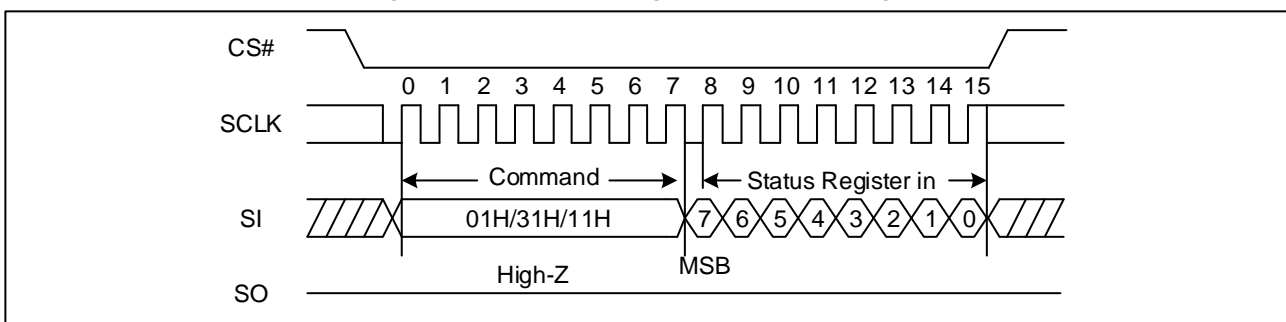 CS#
0 1 2 3 4 5 6 7 8 9 10 11 12 13 14 15
SCLK
Command Status Register in
SI 01H/31H/11H 7 6 5 4 3 2 1 0
High-Z MSB
SO